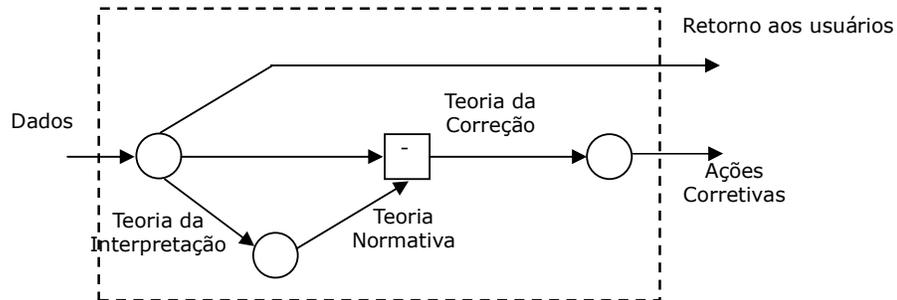 Retorno aos usuários
Dados
Teoria da
Correção
-
Ações
Corretivas
Teoria da
Interpretação
Teoria
Normativa